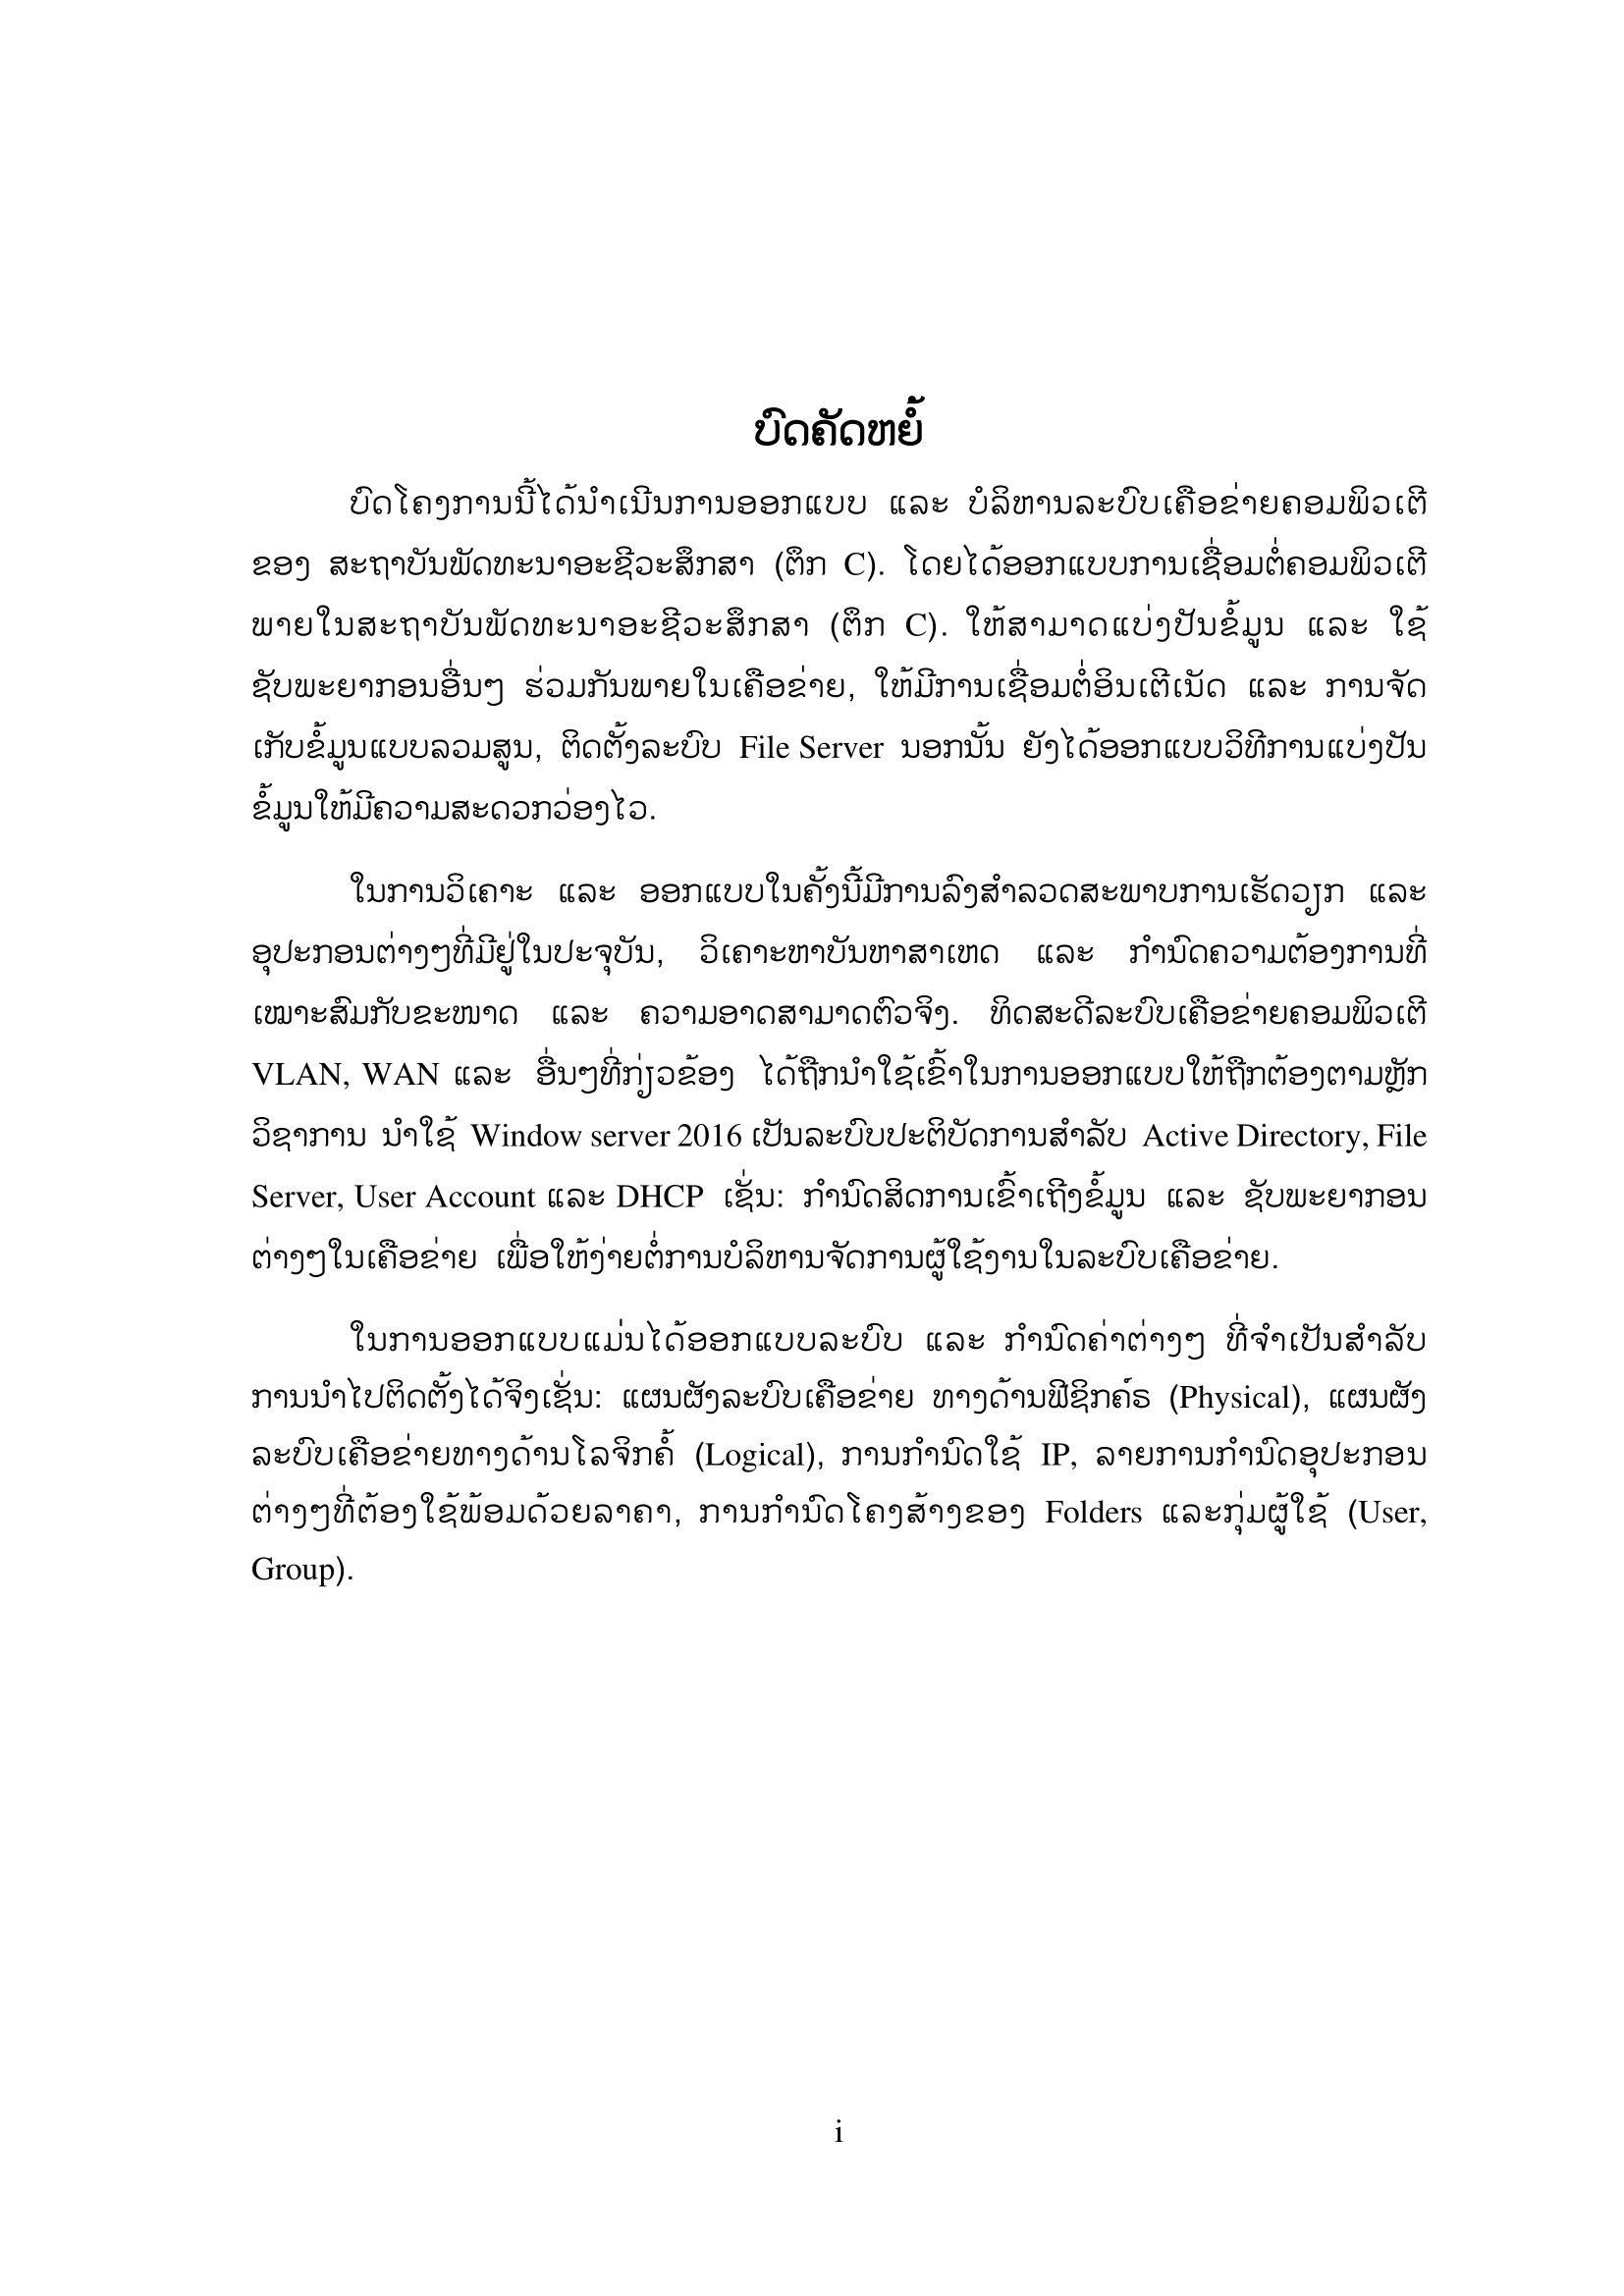 ບົດຄັດຫຍໍ້
ບົດໂຄງການນີ້ໄດ້ນຳເນີນການອອກແບບ ແລະ ບໍລິຫານລະບົບເຄືອຂ່າຍຄອມພິວເຕີ
ຂອງ ສະຖາບັນພັດທະນາອະຊີວະສຶກສາ (ຕຶກ C). ໂດຍໄດ້ອອກແບບການເຊື່ອມຕໍ່ຄອມພິວເຕີ
ພາຍໃນສະຖາບັນພັດທະນາອະຊີວະສຶກສາ (ຕຶກ C). ໃຫ້ສາມາດແບ່ງປັນຂໍ້ມູນ ແລະ ໃຊ້
ຊັບພະຍາກອນອື່ນໆ ຮ່ວມກັນພາຍໃນເຄືອຂ່າຍ, ໃຫ້ມີການເຊື່ອມຕໍ່ອິນເຕີເນັດ ແລະ ການຈັດ
ເກັບຂໍ້ມູນແບບລວມສູນ, ຕິດຕັ້ງລະບົບ File Server ນອກນັ້ນ ຍັງໄດ້ອອກແບບວິທີການແບ່ງປັນ
ຂໍ້ມູນໃຫ້ມີຄວາມສະດວກວ່ອງໄວ.
ໃນການວິເຄາະ ແລະ ອອກແບບໃນຄັ້ງນີ້ມີການລົງສຳລວດສະພາບການເຮັດວຽກ ແລະ
ອຸປະກອນຕ່າງໆທີ່ມີຢູ່ໃນປະຈຸບັນ, ວິເຄາະຫາບັນຫາສາເຫດ ແລະ ກຳນົດຄວາມຕ້ອງການທີ່
ເໝາະສົມກັບຂະໜາດ ແລະ ຄວາມອາດສາມາດຕົວຈິງ. ທິດສະດີລະບົບເຄືອຂ່າຍຄອມພິວເຕີ
VLAN, WAN ແລະ ອື່ນໆທີ່ກ່ຽວຂ້ອງ ໄດ້ຖືກນຳໃຊ້ເຂົ້າໃນການອອກແບບໃຫ້ຖືກຕ້ອງຕາມຫຼັກ
ວິຊາການ ນຳໃຊ້ Window server 2016 ເປັນລະບົບປະຕິບັດການສຳລັບ Active Directory, File
Server, User Account ແລະ DHCP ເຊັ່ນ: ກຳນົດສິດການເຂົ້າເຖີງຂໍ້ມູນ ແລະ ຊັບພະຍາກອນ
ຕ່າງໆໃນເຄືອຂ່າຍ ເພື່ອໃຫ້ງ່າຍຕໍ່ການບໍລິຫານຈັດການຜູ້ໃຊ້ງານໃນລະບົບເຄືອຂ່າຍ.
ໃນການອອກແບບແມ່ນໄດ້ອອກແບບລະບົບ ແລະ ກຳນົດຄ່າຕ່າງໆ ທີ່ຈຳເປັນສຳລັບ
ການນຳໄປຕິດຕັ້ງໄດ້ຈິງເຊັ່ນ: ແຜນຜັງລະບົບເຄືອຂ່າຍ ທາງດ້ານຟີຊິກຄ໌ຣ (Physical), ແຜນຜັງ
ລະບົບເຄືອຂ່າຍທາງດ້ານໂລຈິກຄໍ້ (Logical), ການກຳນົດໃຊ້ IP, ລາຍການກຳນົດອຸປະກອນ
ຕ່າງໆທີ່ຕ້ອງໃຊ້ພ້ອມດ້ວຍລາຄາ, ການກຳນົດໂຄງສ້າງຂອງ Folders ແລະກຸ່ມຜູ້ໃຊ້ (User,
Group).
i